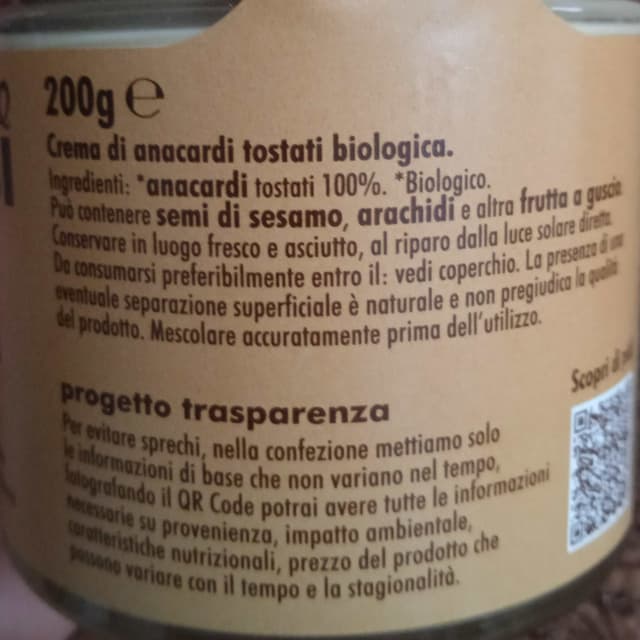 200g e
Crema di anacardi tostati biologica.
Ingredienti: *anacardi tostati 100%. *Biologico.
Può contenere semi di sesamo, arachidi e altra frutta a guscio.
Conservare in luogo fresco e asciutto, al riparo dalla luce solare diretta.
Da consumarsi preferibilmente entro il: vedi coperchio. La presenza di una
eventuale separazione superficiale è naturale e non pregiudica la qualità
del prodotto. Mescolare accuratamente prima dell'utilizzo.
Scopri di
progetto trasparenza
Per evitare sprechi, nella confezione mettiamo solo
le informazioni di base che non variano nel tempo,
fotografando il QR Code potrai avere tutte le informazioni
necessarie su provenienza, impatto ambientale,
caratteristiche nutrizionali, prezzo del prodotto che
possono variare con il tempo e la stagionalità.